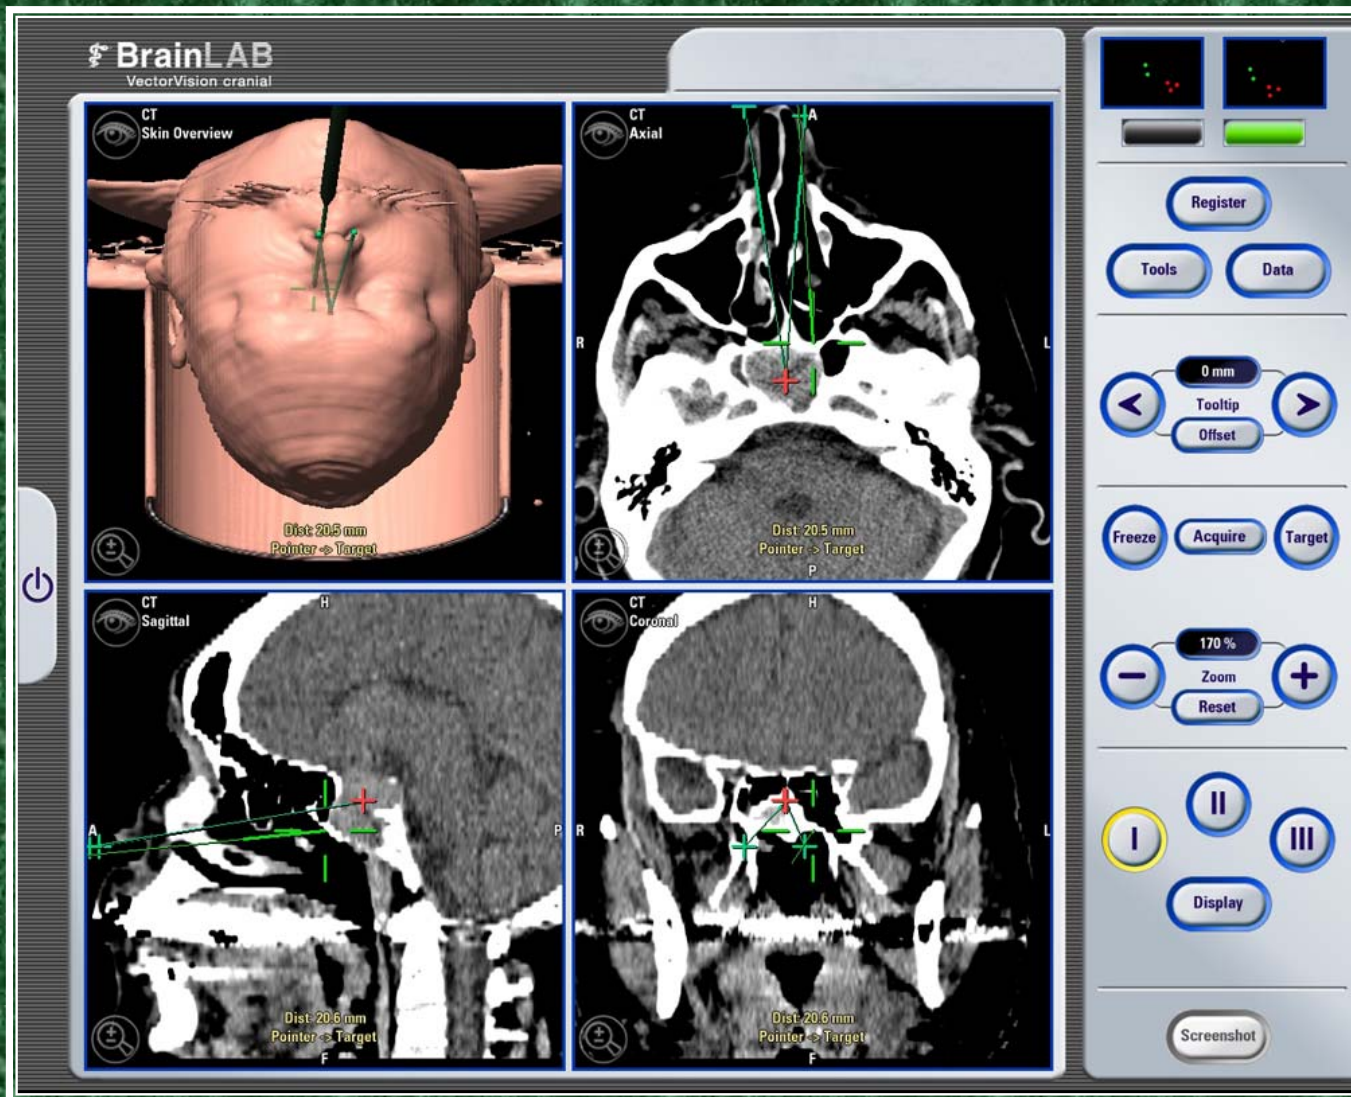 BrainLAB
VectorVision cranial
CT
Skin Overview
Dist: 20.5 mm
Pointer -> Target
CT
Axial
A
R
L
Dist: 20.5 mm
Pointer -> Target
P
CT
Sagittal
H
A
P
Dist: 20.6 mm
Pointer -> Target
F
CT
Coronal
H
R
L
Dist: 20.6 mm
Pointer -> Target
F
Register
Tools
Data
0 mm
< Tooltip >
Offset
Freeze
Acquire
Target
170 %
− Zoom +
Reset
I
II
III
Display
Screenshot